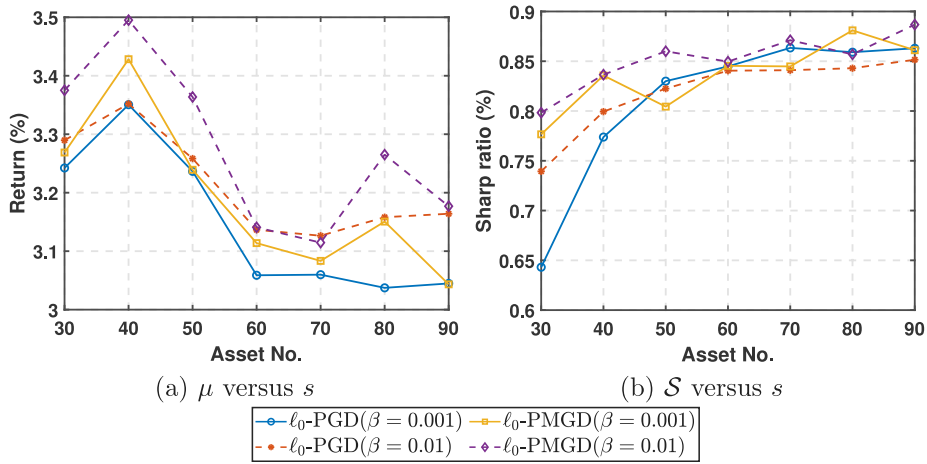 3.5
3.4
3.3
3.2
3.1
3
Return (%)
30 40 50 60 70 80 90
Asset No.
(a) μ versus s
0.9
0.85
0.8
0.75
0.7
0.65
0.6
Sharp ratio (%)
30 40 50 60 70 80 90
Asset No.
(b) 𝒮 versus s
ℓ₀-PGD(β = 0.001) ℓ₀-PMGD(β = 0.001)
ℓ₀-PGD(β = 0.01) ℓ₀-PMGD(β = 0.01)